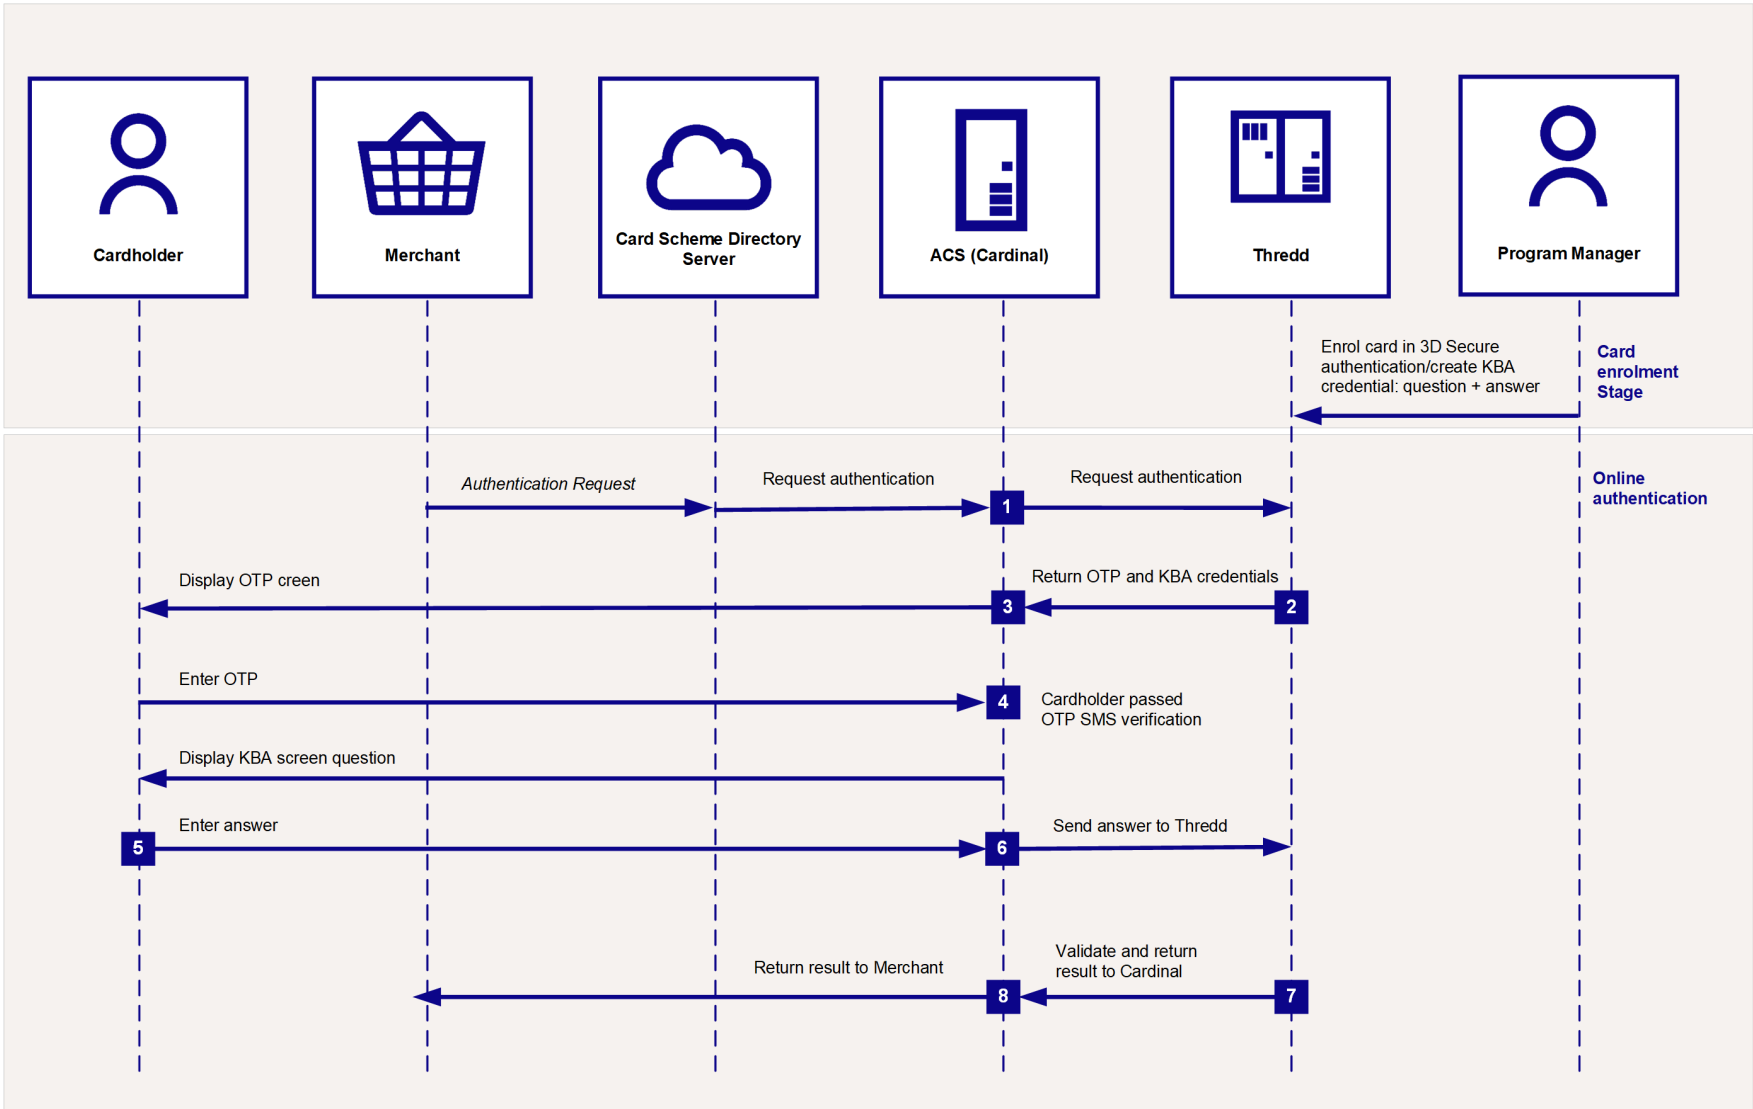 Cardholder
Merchant
Card Scheme Directory
Server
ACS (Cardinal)
Thredd
Program Manager
Enrol card in 3D Secure
authentication/create KBA
credential: question + answer
Card
enrolment
Stage
Authentication Request
Request authentication
Request authentication
Online
authentication
1
Display OTP creen
Return OTP and KBA credentials
3
2
Enter OTP
4
Cardholder passed
OTP SMS verification
Display KBA screen question
Enter answer
Send answer to Thredd
5
6
Return result to Merchant
Validate and return
result to Cardinal
8
7